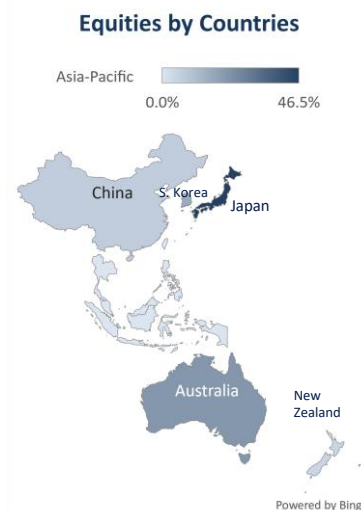 Equities by Countries
Asia-Pacific
0.0%
46.5%
China
S. Korea
Japan
Australia
New
Zealand
Powered by Bing